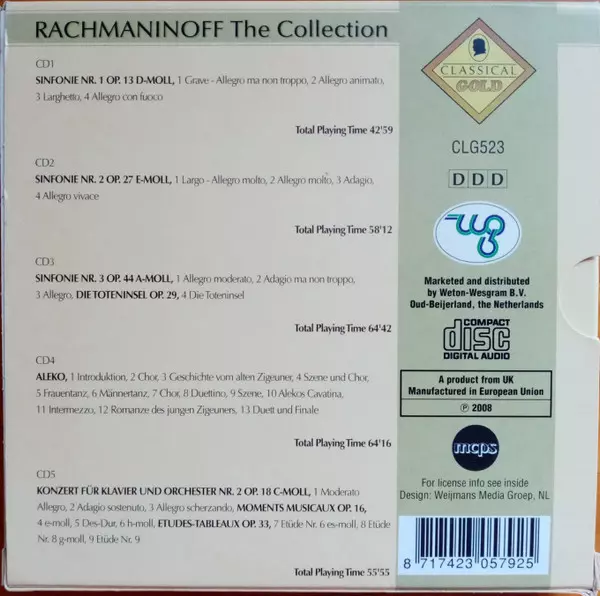 RACHMANINOFF The Collection
CD1
SINFONIE NR. 1 OP. 13 D-MOLL, 1 Grave - Allegro ma non troppo, 2 Allegro animato,
3 Larghetto, 4 Allegro con fuoco
Total Playing Time 42'59
CD2
SINFONIE NR. 2 OP. 27 E-MOLL, 1 Largo - Allegro molto, 2 Allegro molto, 3 Adagio,
4 Allegro vivace
Total Playing Time 58'12
CD3
SINFONIE NR. 3 OP. 44 A-MOLL, 1 Allegro moderato, 2 Adagio ma non troppo,
3 Allegro, DIE TOTENINSEL OP. 29, 4 Die Toteninsel
Total Playing Time 64'42
CD4
ALEKO, 1 Introduktion, 2 Chor, 3 Geschichte vom alten Zigeuner, 4 Szene und Chor,
5 Frauentanz, 6 Männertanz, 7 Chor, 8 Duettino, 9 Szene, 10 Alekos Cavatina,
11 Intermezzo, 12 Romanze des jungen Zigeuners, 13 Duett und Finale
Total Playing Time 64'16
CD5
KONZERT FÜR KLAVIER UND ORCHESTER NR. 2 OP. 18 C-MOLL, 1 Moderato
Allegro, 2 Adagio sostenuto, 3 Allegro scherzando, MOMENTS MUSICAUX OP. 16,
4 e-moll, 5 Des-Dur, 6 h-moll, ETUDES-TABLEAUX OP. 33, 7 Etüde Nr. 6 es-moll, 8 Etüde
Nr. 8 g-moll, 9 Etüde Nr. 9
Total Playing Time 55'55
CLASSICAL
GOLD
CLG523
DDD
wg
Marketed and distributed
by Weton-Wesgram B.V.
Oud-Beijerland, the Netherlands
COMPACT
disc
DIGITAL AUDIO
A product from UK
Manufactured in European Union
℗ 2008
mcps
For license info see inside
Design: Weijmans Media Groep, NL
8 717423 057925